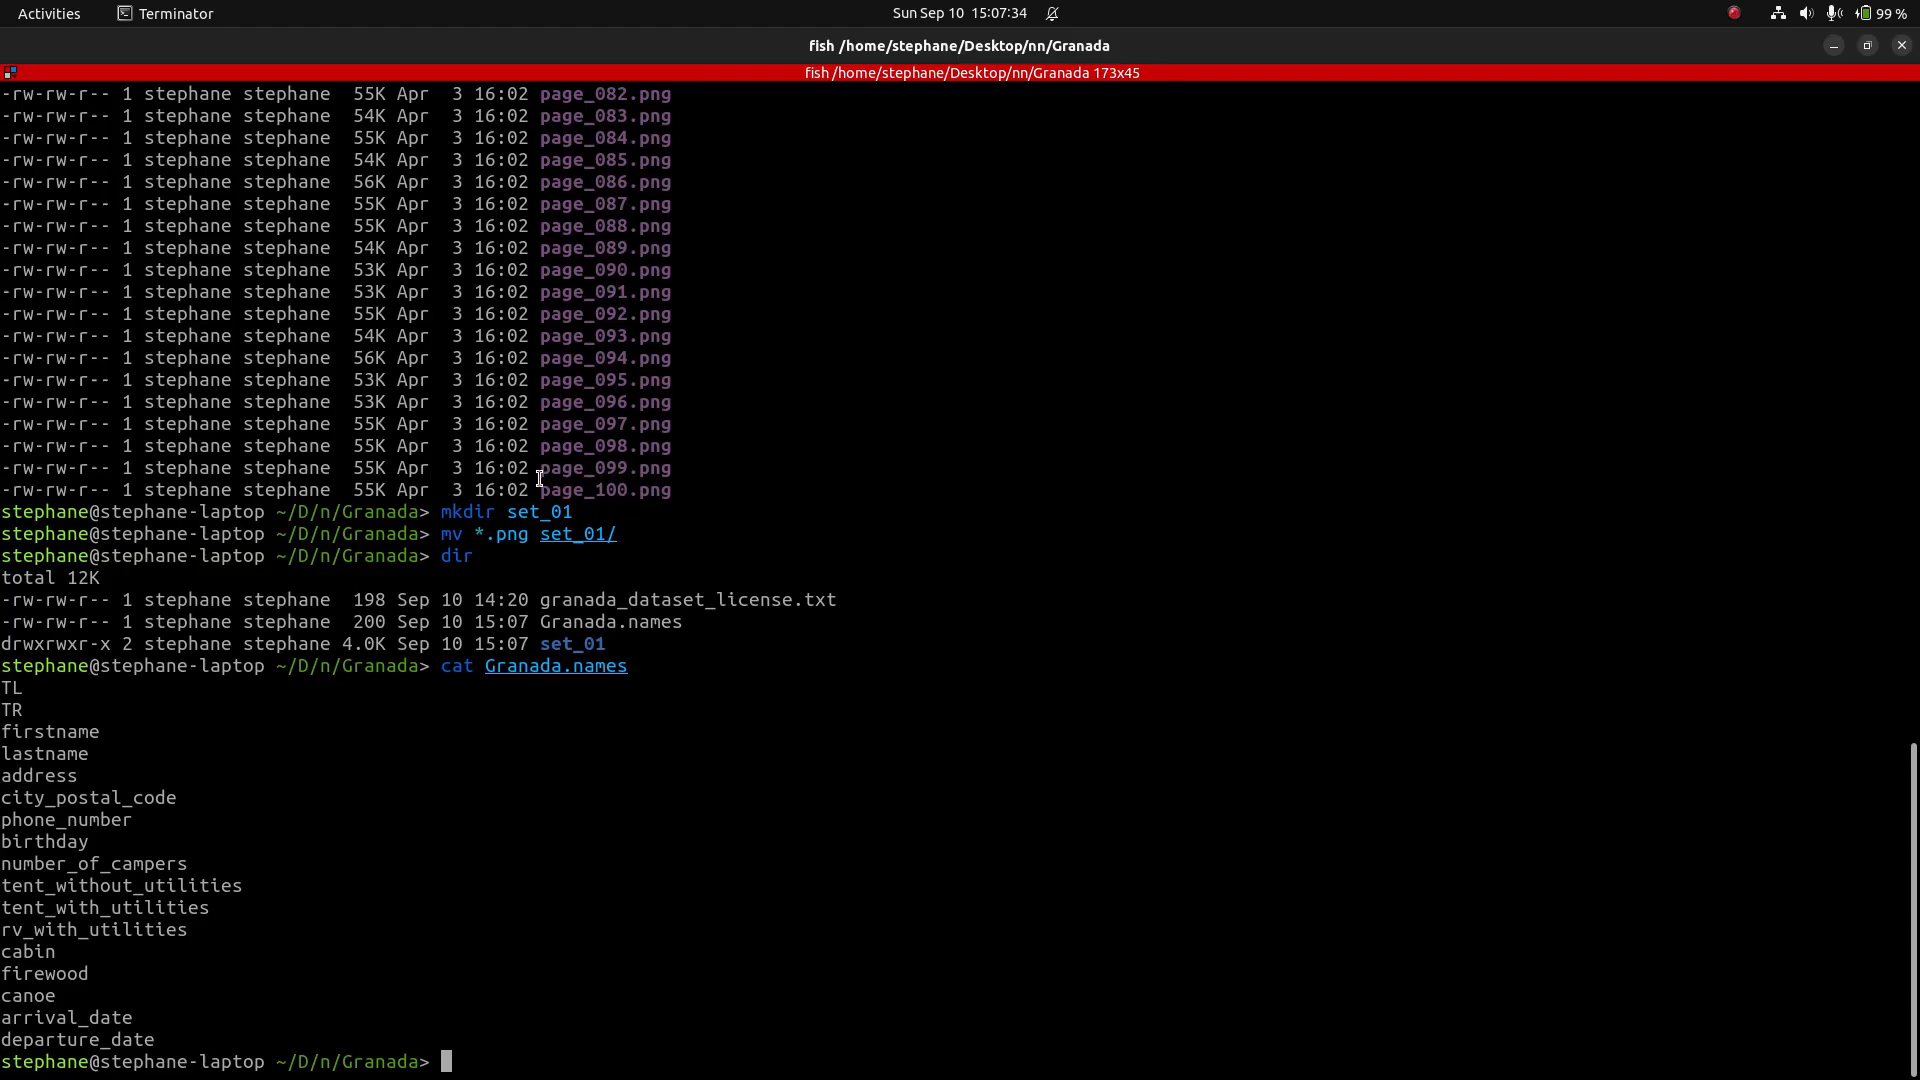 Activities Terminator Sun Sep 10 15:07:34 99 %
fish /home/stephane/Desktop/nn/Granada
fish /home/stephane/Desktop/nn/Granada 173x45
-rw-rw-r-- 1 stephane stephane  55K Apr  3 16:02 page_082.png
-rw-rw-r-- 1 stephane stephane  54K Apr  3 16:02 page_083.png
-rw-rw-r-- 1 stephane stephane  55K Apr  3 16:02 page_084.png
-rw-rw-r-- 1 stephane stephane  54K Apr  3 16:02 page_085.png
-rw-rw-r-- 1 stephane stephane  56K Apr  3 16:02 page_086.png
-rw-rw-r-- 1 stephane stephane  55K Apr  3 16:02 page_087.png
-rw-rw-r-- 1 stephane stephane  55K Apr  3 16:02 page_088.png
-rw-rw-r-- 1 stephane stephane  54K Apr  3 16:02 page_089.png
-rw-rw-r-- 1 stephane stephane  53K Apr  3 16:02 page_090.png
-rw-rw-r-- 1 stephane stephane  53K Apr  3 16:02 page_091.png
-rw-rw-r-- 1 stephane stephane  55K Apr  3 16:02 page_092.png
-rw-rw-r-- 1 stephane stephane  54K Apr  3 16:02 page_093.png
-rw-rw-r-- 1 stephane stephane  56K Apr  3 16:02 page_094.png
-rw-rw-r-- 1 stephane stephane  53K Apr  3 16:02 page_095.png
-rw-rw-r-- 1 stephane stephane  53K Apr  3 16:02 page_096.png
-rw-rw-r-- 1 stephane stephane  55K Apr  3 16:02 page_097.png
-rw-rw-r-- 1 stephane stephane  55K Apr  3 16:02 page_098.png
-rw-rw-r-- 1 stephane stephane  55K Apr  3 16:02 page_099.png
-rw-rw-r-- 1 stephane stephane  55K Apr  3 16:02 page_100.png
stephane@stephane-laptop ~/D/n/Granada> mkdir set_01
stephane@stephane-laptop ~/D/n/Granada> mv *.png set_01/
stephane@stephane-laptop ~/D/n/Granada> dir
total 12K
-rw-rw-r-- 1 stephane stephane  198 Sep 10 14:20 granada_dataset_license.txt
-rw-rw-r-- 1 stephane stephane  200 Sep 10 15:07 Granada.names
drwxrwxr-x 2 stephane stephane 4.0K Sep 10 15:07 set_01
stephane@stephane-laptop ~/D/n/Granada> cat Granada.names
TL
TR
firstname
lastname
address
city_postal_code
phone_number
birthday
number_of_campers
tent_without_utilities
tent_with_utilities
rv_with_utilities
cabin
firewood
canoe
arrival_date
departure_date
stephane@stephane-laptop ~/D/n/Granada>